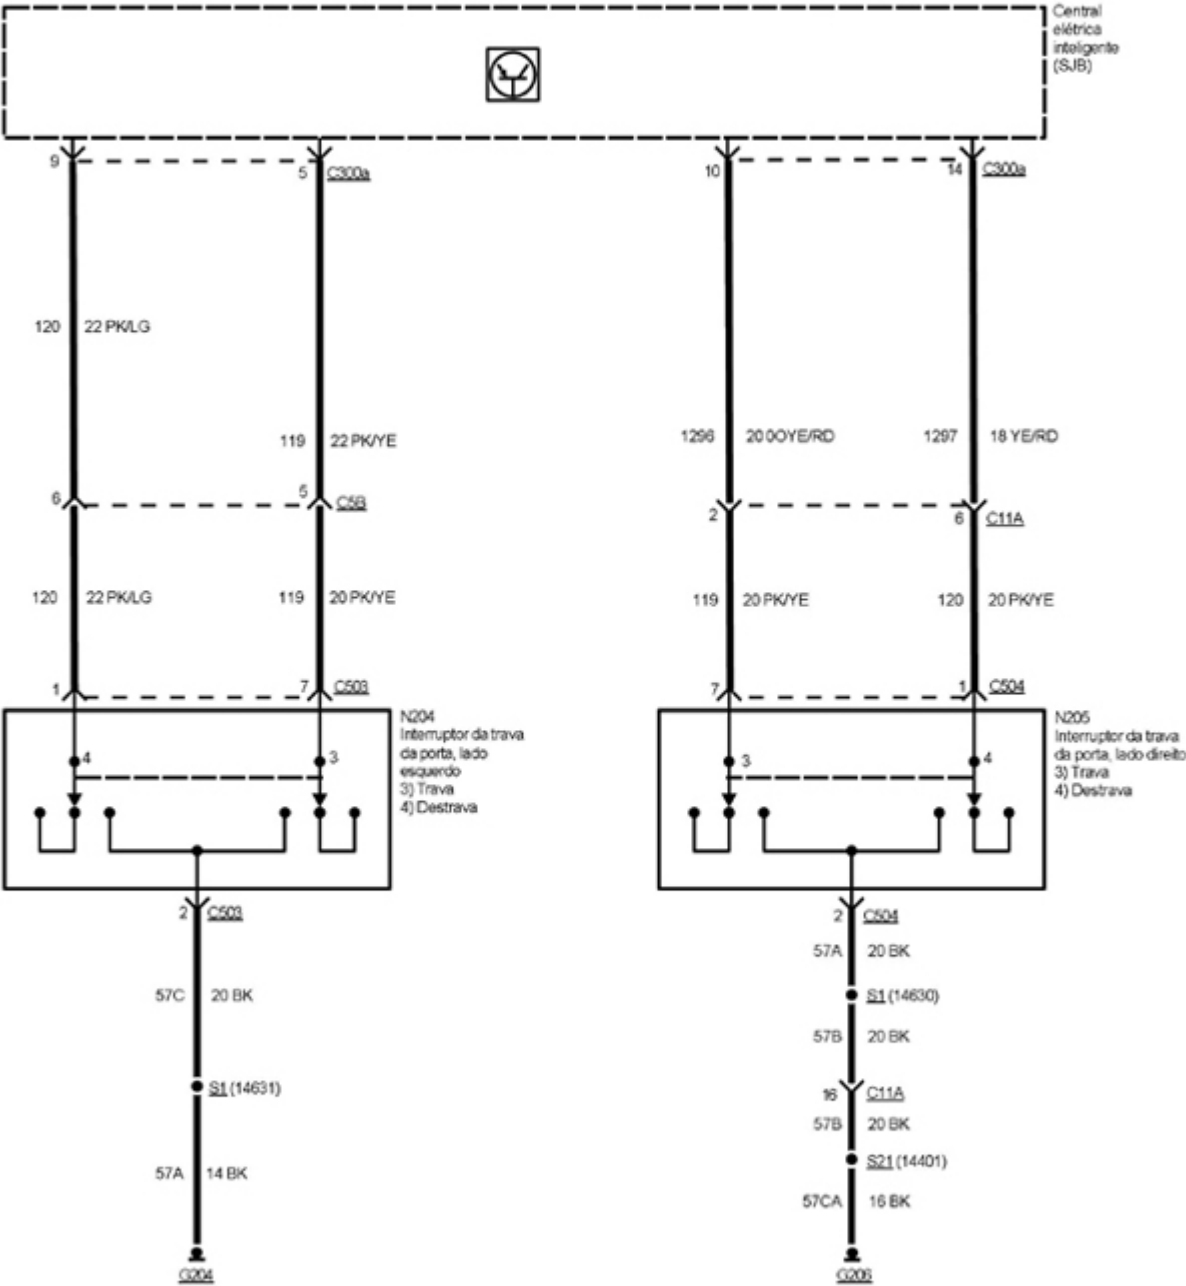 Central
elétrica
inteligente
(SJB)
9
5
C300a
10
14
C300a
120
22 PK/LG
119
22 PK/YE
1296
20 0OYE/RD
1297
18 YE/RD
6
5
C5B
2
6
C11A
120
22 PK/LG
119
20 PK/YE
119
20 PK/YE
120
20 PK/YE
1
7
C503
7
1
C504
N204
Interruptor da trava
da porta, lado
esquerdo
3) Trava
4) Destrava
4
3
N205
Interruptor da trava
da porta, lado direito
3) Trava
4) Destrava
3
4
2
C503
2
C504
57A
20 BK
57C
20 BK
S1 (14630)
57B
20 BK
S1 (14631)
16
C11A
57B
20 BK
S21 (14401)
57A
14 BK
57CA
16 BK
G204
G206